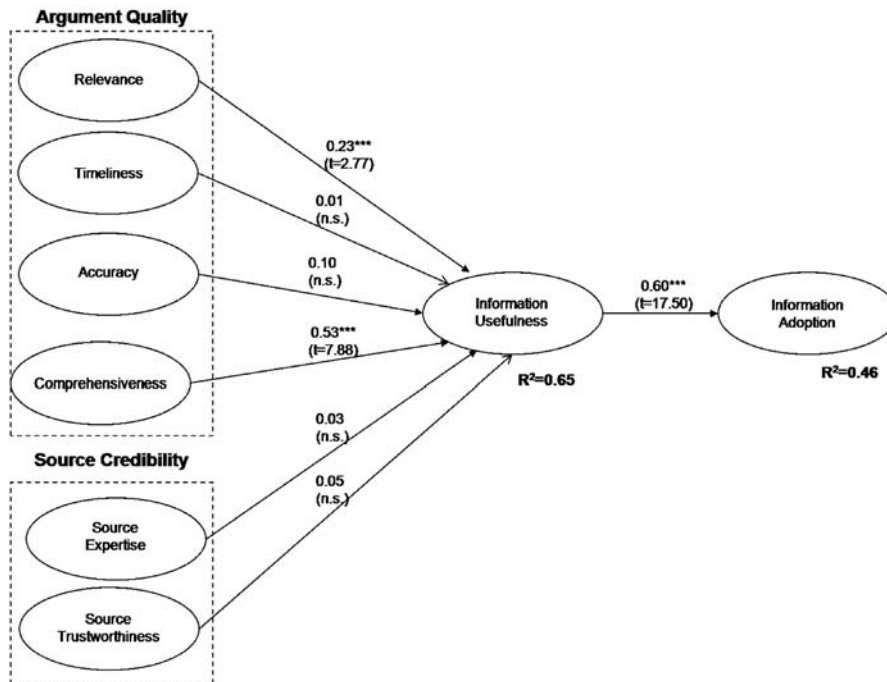 Argument Quality
Relevance
0.23***
(t=2.77)
Timeliness
0.01
(n.s.)
Accuracy
0.10
(n.s.)
Information
Usefulness
0.60***
(t=17.50)
Information
Adoption
0.53***
(t=7.88)
Comprehensiveness
R²=0.65
R²=0.46
0.03
(n.s.)
Source Credibility
0.05
(n.s.)
Source
Expertise
Source
Trustworthiness